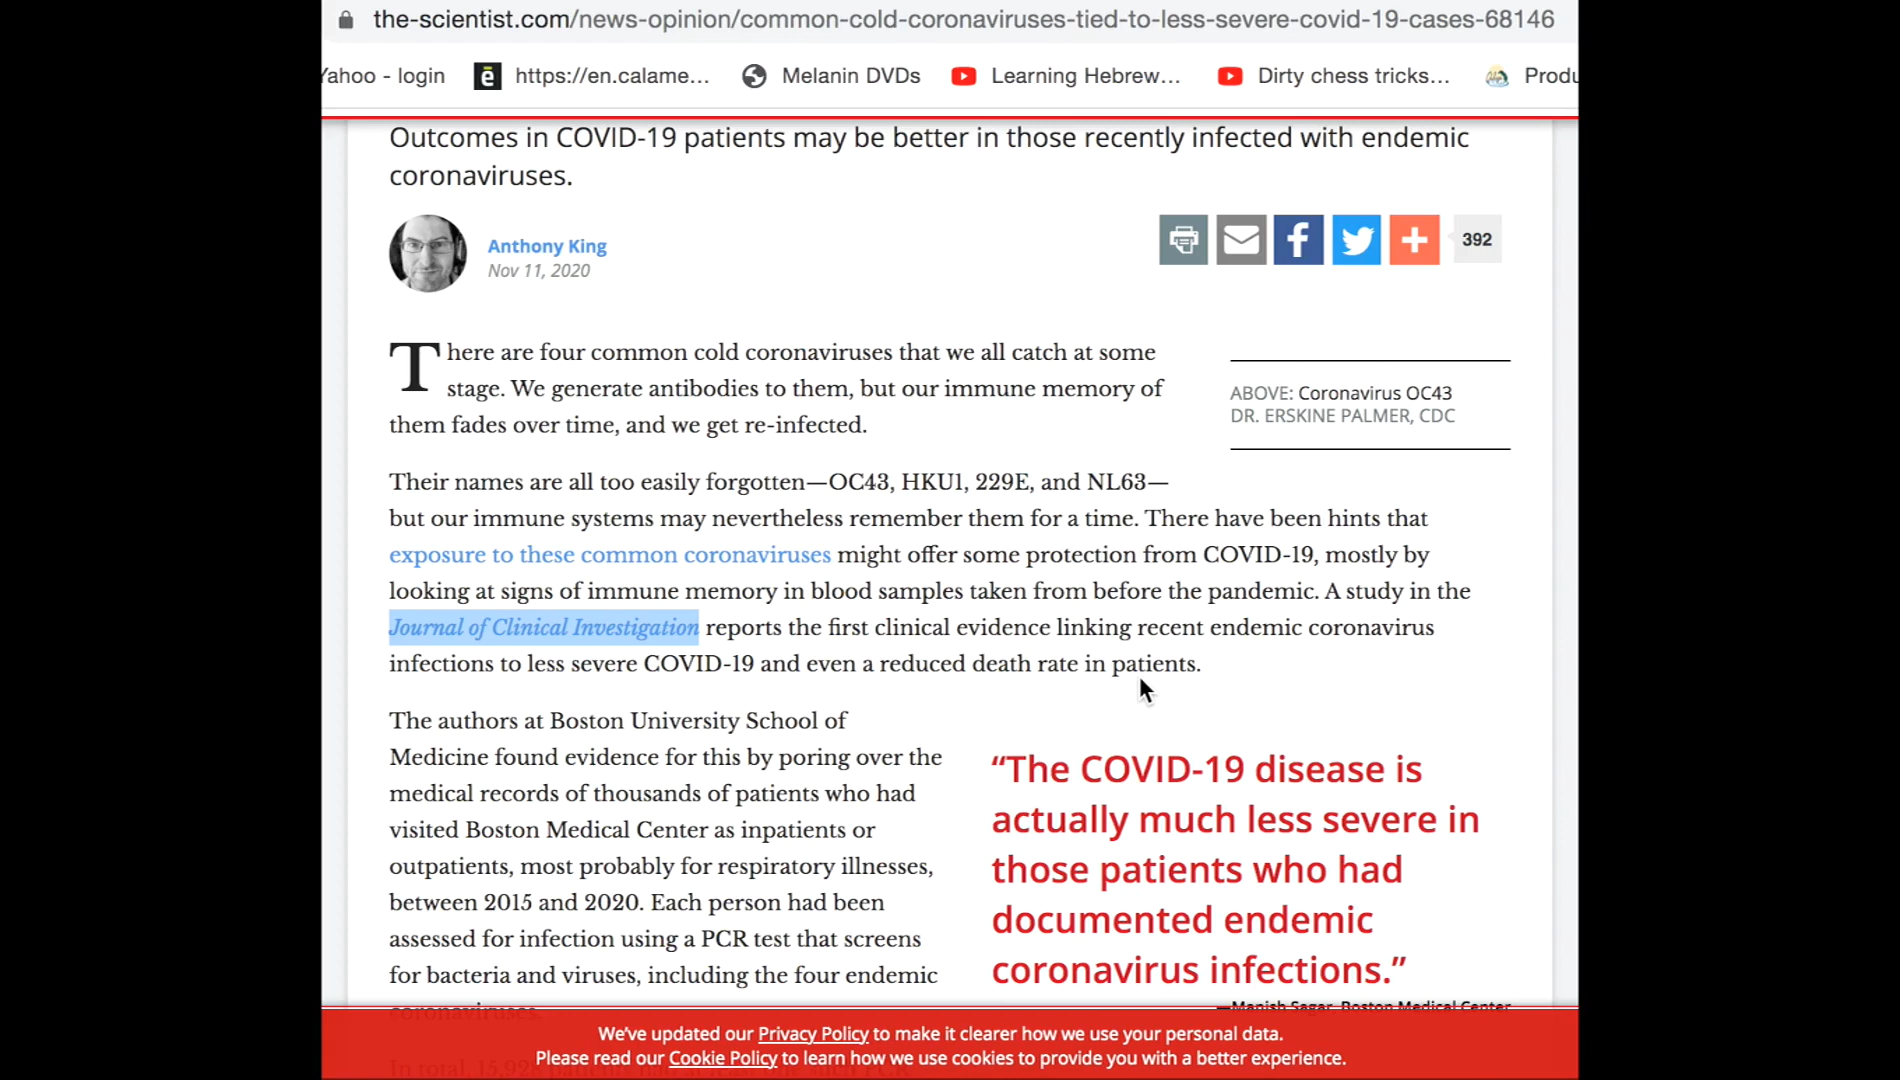 the-scientist.com/news-opinion/common-cold-coronaviruses-tied-to-less-severe-covid-19-cases-68146
Yahoo - login
ē https://en.calame...
Melanin DVDs
Learning Hebrew...
Dirty chess tricks...
Outcomes in COVID-19 patients may be better in those recently infected with endemic
coronaviruses.
Anthony King
Nov 11, 2020
392
There are four common cold coronaviruses that we all catch at some
stage. We generate antibodies to them, but our immune memory of
them fades over time, and we get re-infected.
ABOVE: Coronavirus OC43
DR. ERSKINE PALMER, CDC
Their names are all too easily forgotten—OC43, HKU1, 229E, and NL63—
but our immune systems may nevertheless remember them for a time. There have been hints that
exposure to these common coronaviruses might offer some protection from COVID-19, mostly by
looking at signs of immune memory in blood samples taken from before the pandemic. A study in the
Journal of Clinical Investigation reports the first clinical evidence linking recent endemic coronavirus
infections to less severe COVID-19 and even a reduced death rate in patients.
The authors at Boston University School of
Medicine found evidence for this by poring over the
medical records of thousands of patients who had
visited Boston Medical Center as inpatients or
outpatients, most probably for respiratory illnesses,
between 2015 and 2020. Each person had been
assessed for infection using a PCR test that screens
for bacteria and viruses, including the four endemic
coronaviruses.
“The COVID-19 disease is
actually much less severe in
those patients who had
documented endemic
coronavirus infections.”
—Manish Sagar, Boston Medical Center
We've updated our Privacy Policy to make it clearer how we use your personal data.
Please read our Cookie Policy to learn how we use cookies to provide you with a better experience.